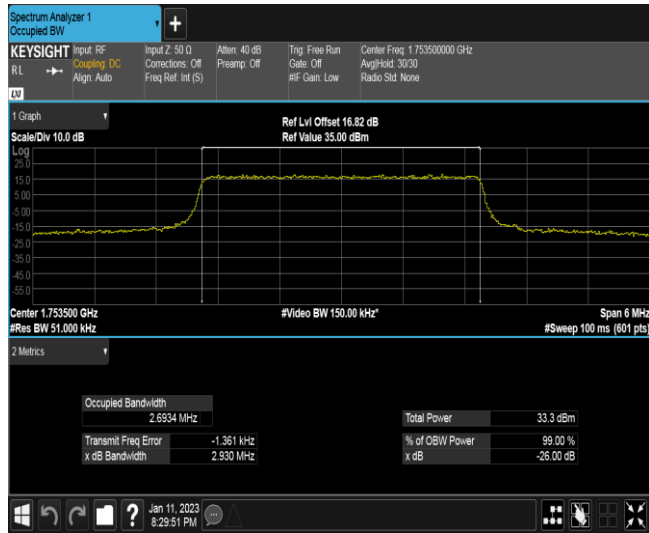 Spectrum Analyzer 1
Occupied BW
+
KEYSIGHT Input: RF Input Z: 50 Ω Atten: 40 dB Trig: Free Run Center Freq: 1.753500000 GHz
Coupling: DC Corrections: Off Preamp: Off Gate: Off Avg|Hold: 30/30
R L Align: Auto Freq Ref: Int (S) #IF Gain: Low Radio Std: None
LXI
1 Graph
Ref Lvl Offset 16.82 dB
Scale/Div 10.0 dB Ref Value 35.00 dBm
Log
25.0
15.0
5.00
-5.00
-15.0
-25.0
-35.0
-45.0
-55.0
Center 1.753500 GHz #Video BW 150.00 kHz* Span 6 MHz
#Res BW 51.000 kHz #Sweep 100 ms (601 pts)
2 Metrics
Occupied Bandwidth
2.6934 MHz Total Power 33.3 dBm
Transmit Freq Error -1.361 kHz % of OBW Power 99.00 %
x dB Bandwidth 2.930 MHz x dB -26.00 dB
? Jan 11, 2023
8:29:51 PM